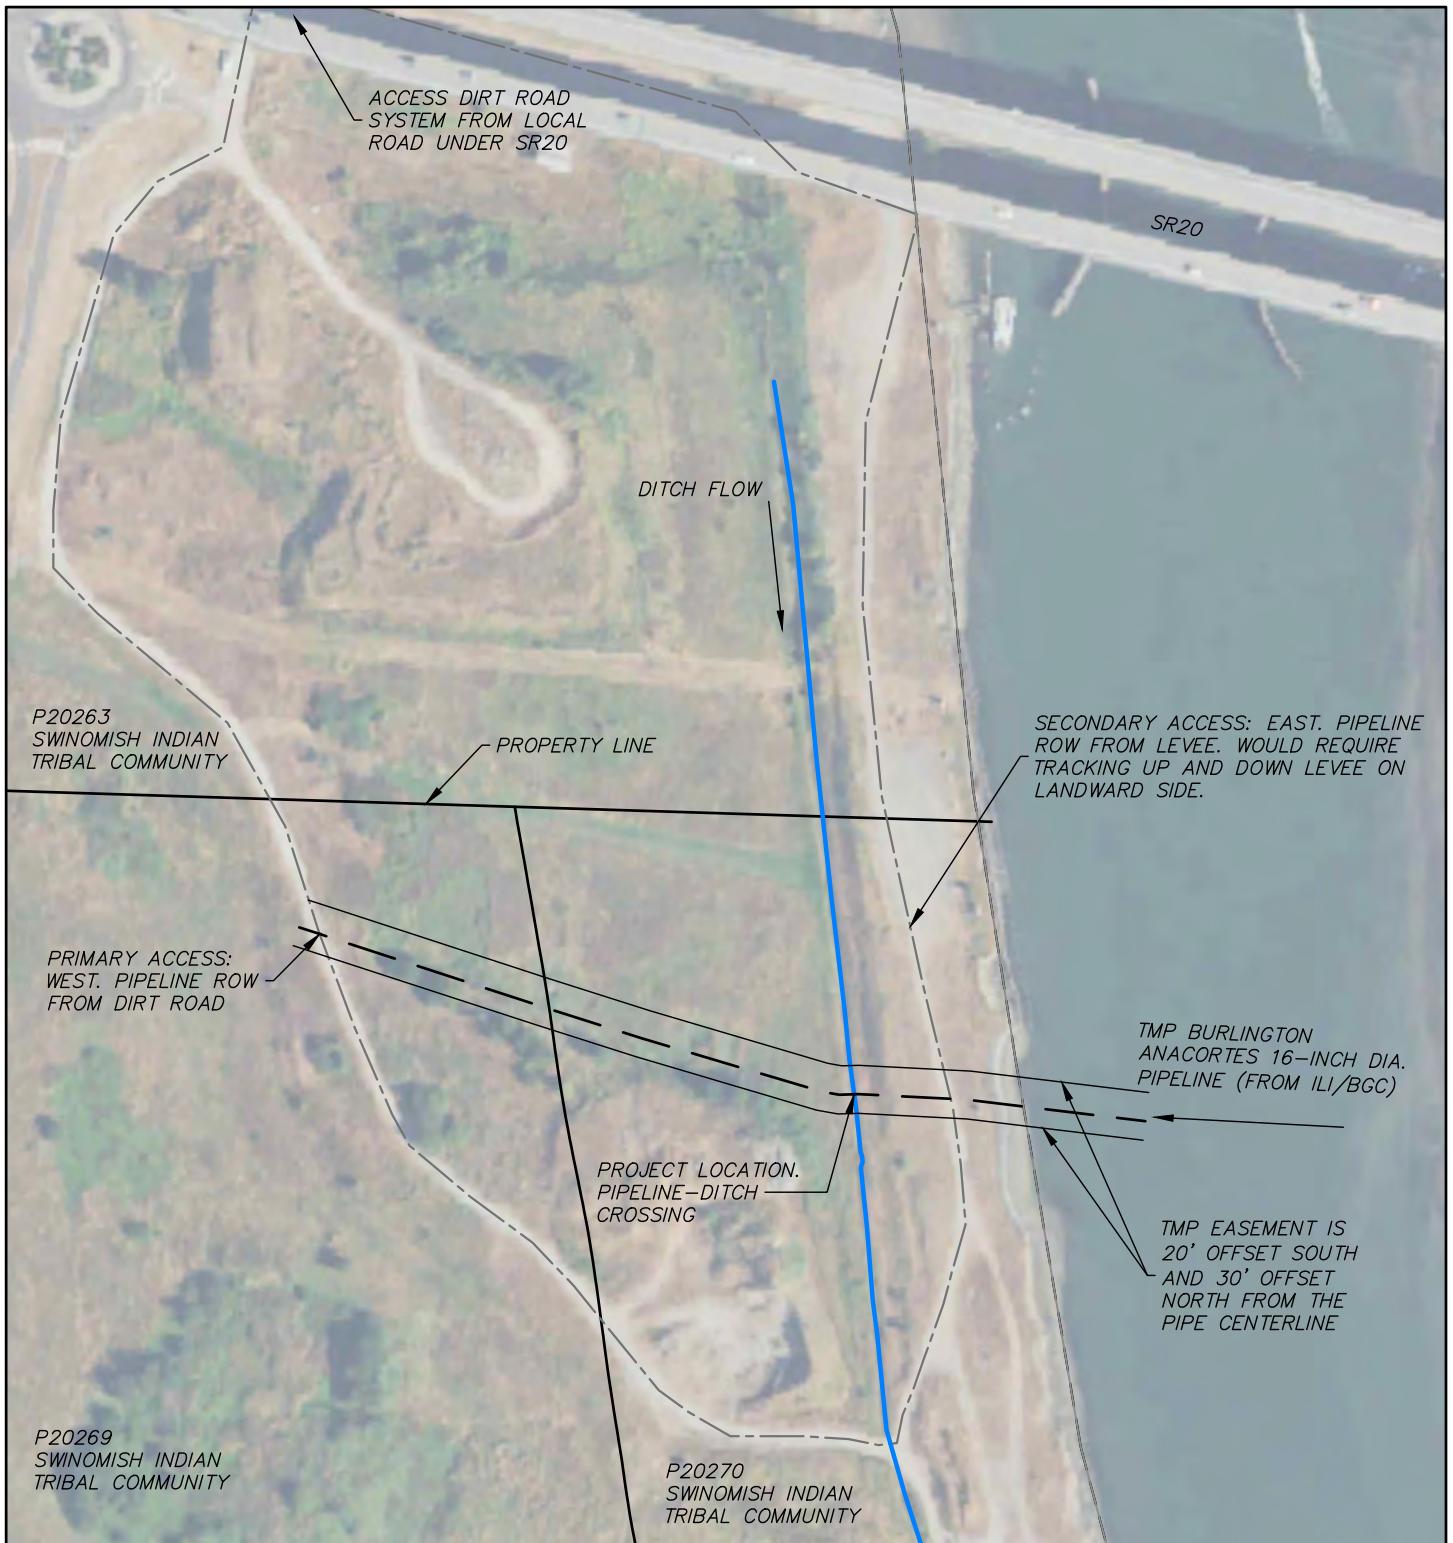 ACCESS DIRT ROAD
SYSTEM FROM LOCAL
ROAD UNDER SR20
SR20
DITCH FLOW
P20263
SWINOMISH INDIAN
TRIBAL COMMUNITY
PROPERTY LINE
SECONDARY ACCESS: EAST. PIPELINE
ROW FROM LEVEE. WOULD REQUIRE
TRACKING UP AND DOWN LEVEE ON
LANDWARD SIDE.
PRIMARY ACCESS:
WEST. PIPELINE ROW
FROM DIRT ROAD
TMP BURLINGTON
ANACORTES 16-INCH DIA.
PIPELINE (FROM ILI/BGC)
PROJECT LOCATION.
PIPELINE-DITCH
CROSSING
TMP EASEMENT IS
20' OFFSET SOUTH
AND 30' OFFSET
NORTH FROM THE
PIPE CENTERLINE
P20269
SWINOMISH INDIAN
TRIBAL COMMUNITY
P20270
SWINOMISH INDIAN
TRIBAL COMMUNITY